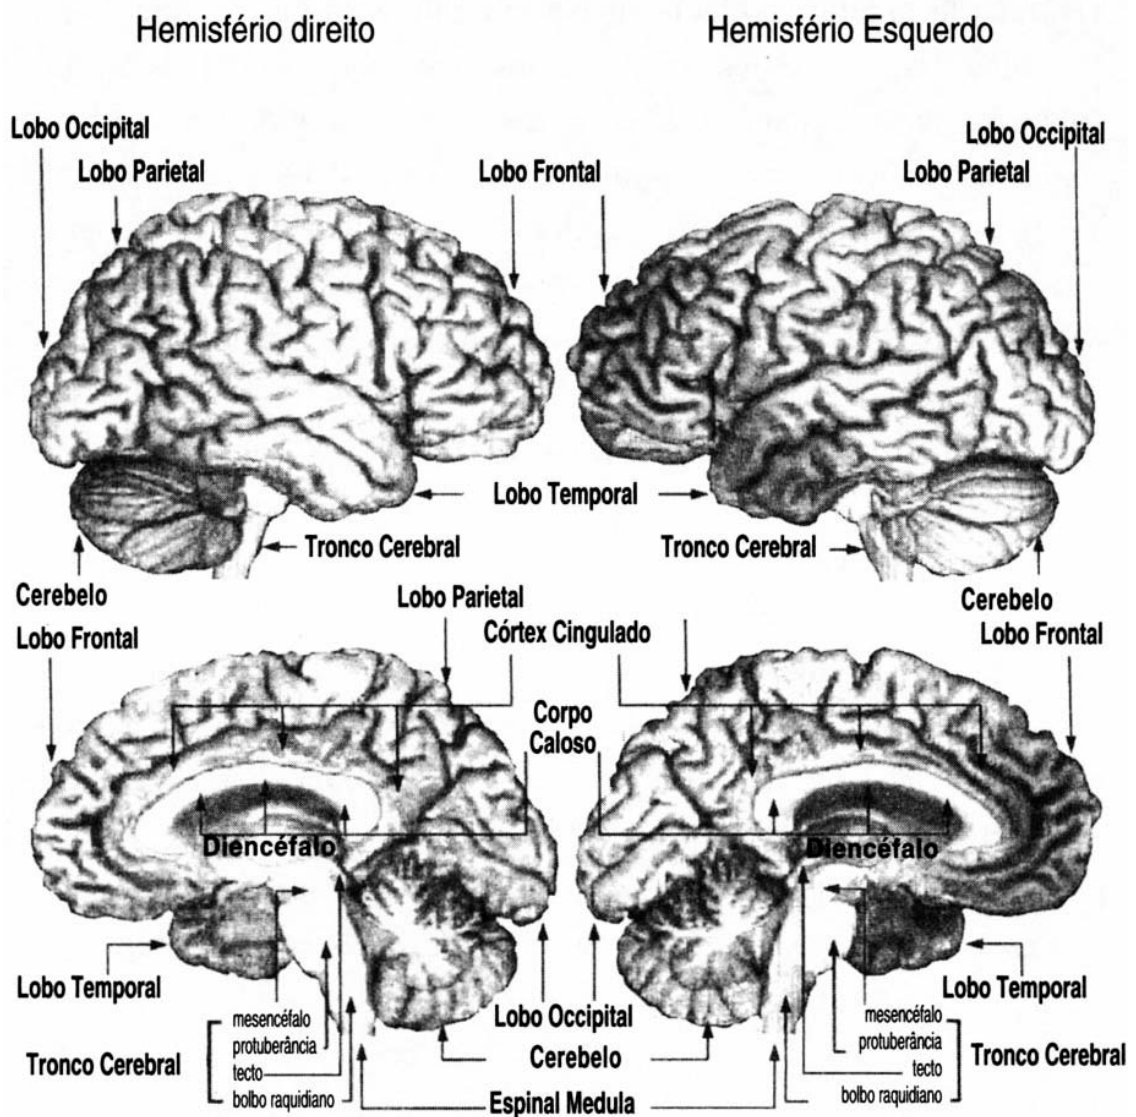 Hemisfério direito
Hemisfério Esquerdo
Lobo Occipital
Lobo Parietal
Lobo Frontal
Lobo Parietal
Lobo Occipital
Lobo Temporal
Tronco Cerebral
Tronco Cerebral
Cerebelo
Cerebelo
Lobo Frontal
Lobo Parietal
Córtex Cingulado
Lobo Frontal
Corpo
Caloso
Diencéfalo
Diencéfalo
Lobo Temporal
Lobo Temporal
mesencéfalo
protuberância
tecto
bolbo raquidiano
Tronco Cerebral
Lobo Occipital
Cerebelo
Espinal Medula
mesencéfalo
protuberância
tecto
bolbo raquidiano
Tronco Cerebral